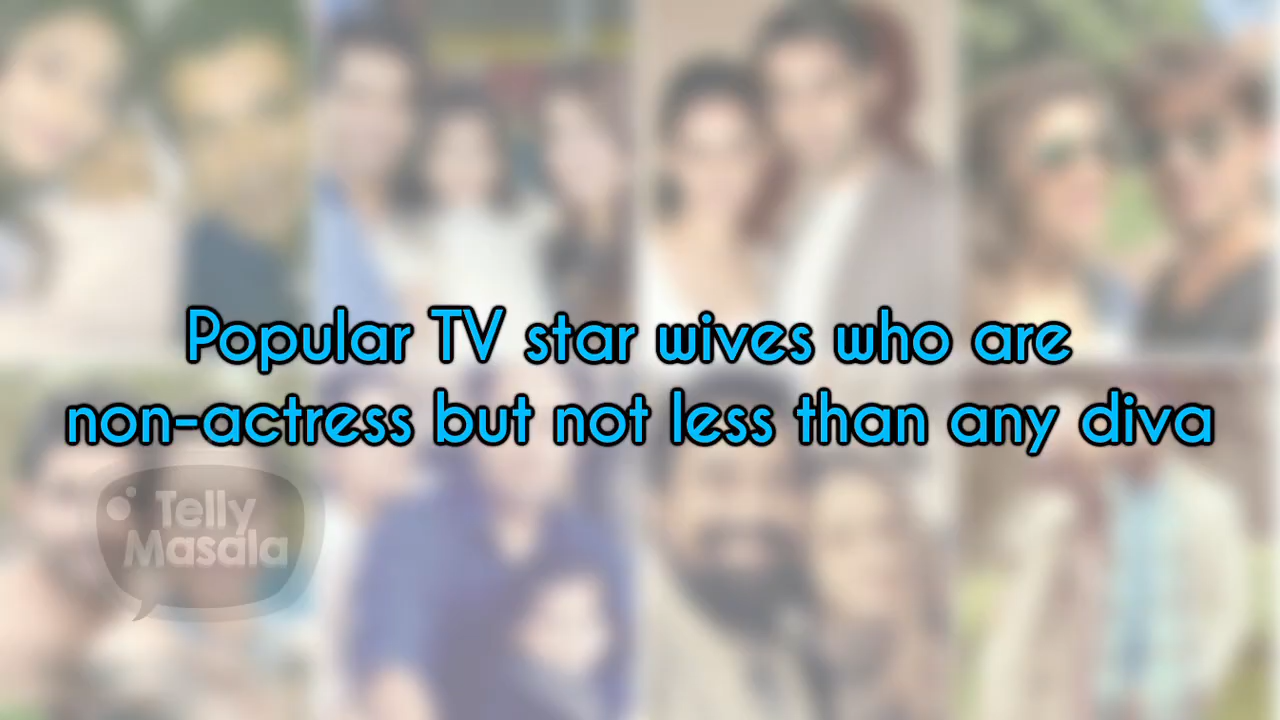 Popular TV star wives who are
non-actress but not less than any diva
Telly
Masala